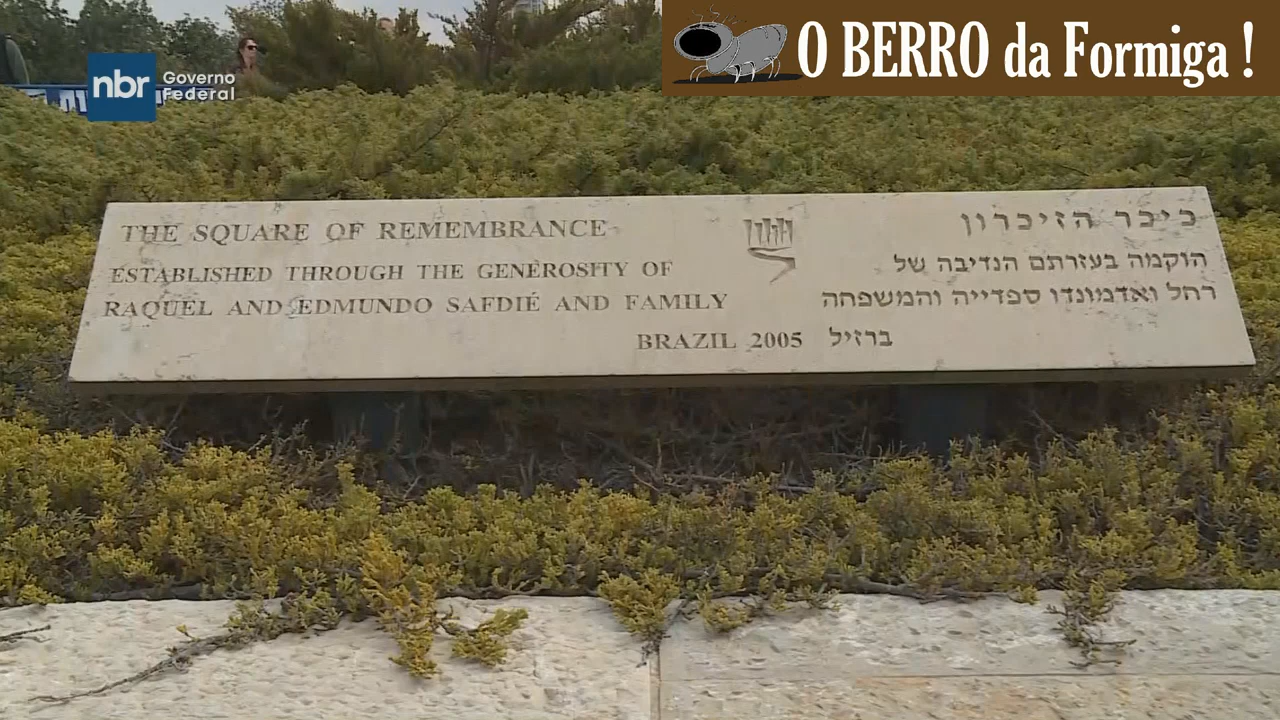 nbr
Governo
Federal
O BERRO da Formiga !
THE SQUARE OF REMEMBRANCE
ESTABLISHED THROUGH THE GENEROSITY OF
RAQUEL AND EDMUNDO SAFDIÉ AND FAMILY
BRAZIL 2005
כיכר הזיכרון
הוקמה בעזרתם הנדיבה של
רחל ואדמונדו ספדייה והמשפחה
ברזיל